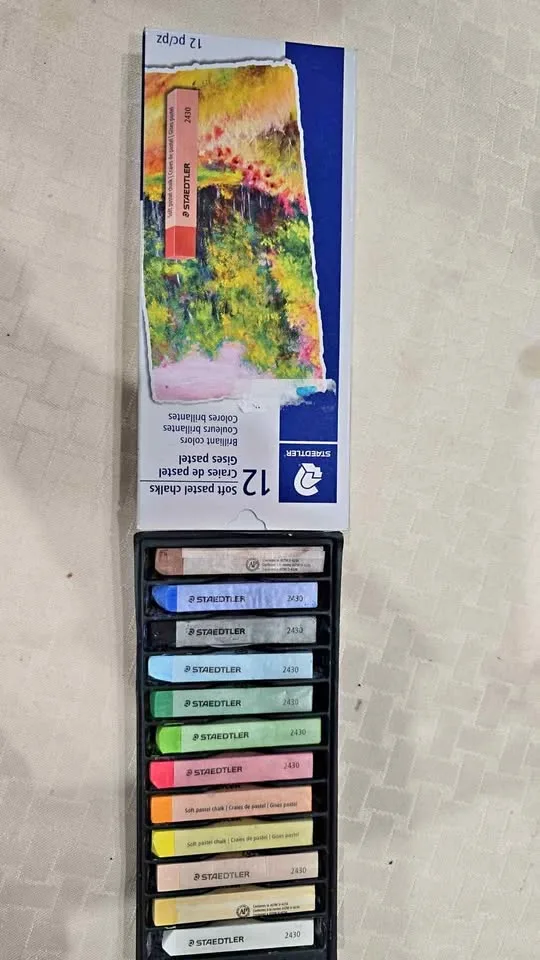 12 pc/pz
Soft pastel chalk | Craies de pastel | Gises pastel
STAEDTLER 2430
Brilliant colors
Couleurs brillantes
Colores brillantes
12
Soft pastel chalks
Craies de pastel
Gises pastel
STAEDTLER
AP
STAEDTLER 2430
STAEDTLER 2430
STAEDTLER 2430
STAEDTLER 2430
STAEDTLER 2430
STAEDTLER 2430
Soft pastel chalk | Craies de pastel | Gises pastel
Soft pastel chalk | Craies de pastel | Gises pastel
STAEDTLER 2430
AP
STAEDTLER 2430